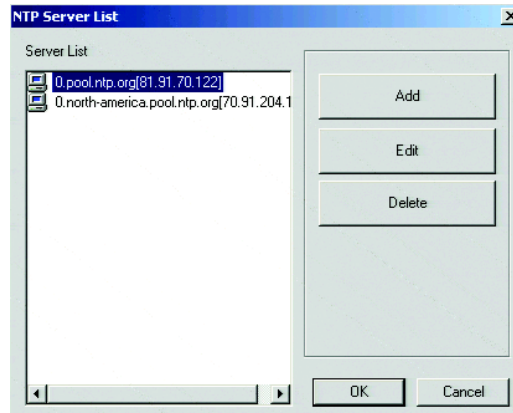 NTP Server List
Server List
0.pool.ntp.org[81.91.70.122]
0.north-america.pool.ntp.org[70.91.204.1
Add
Edit
Delete
OK
Cancel